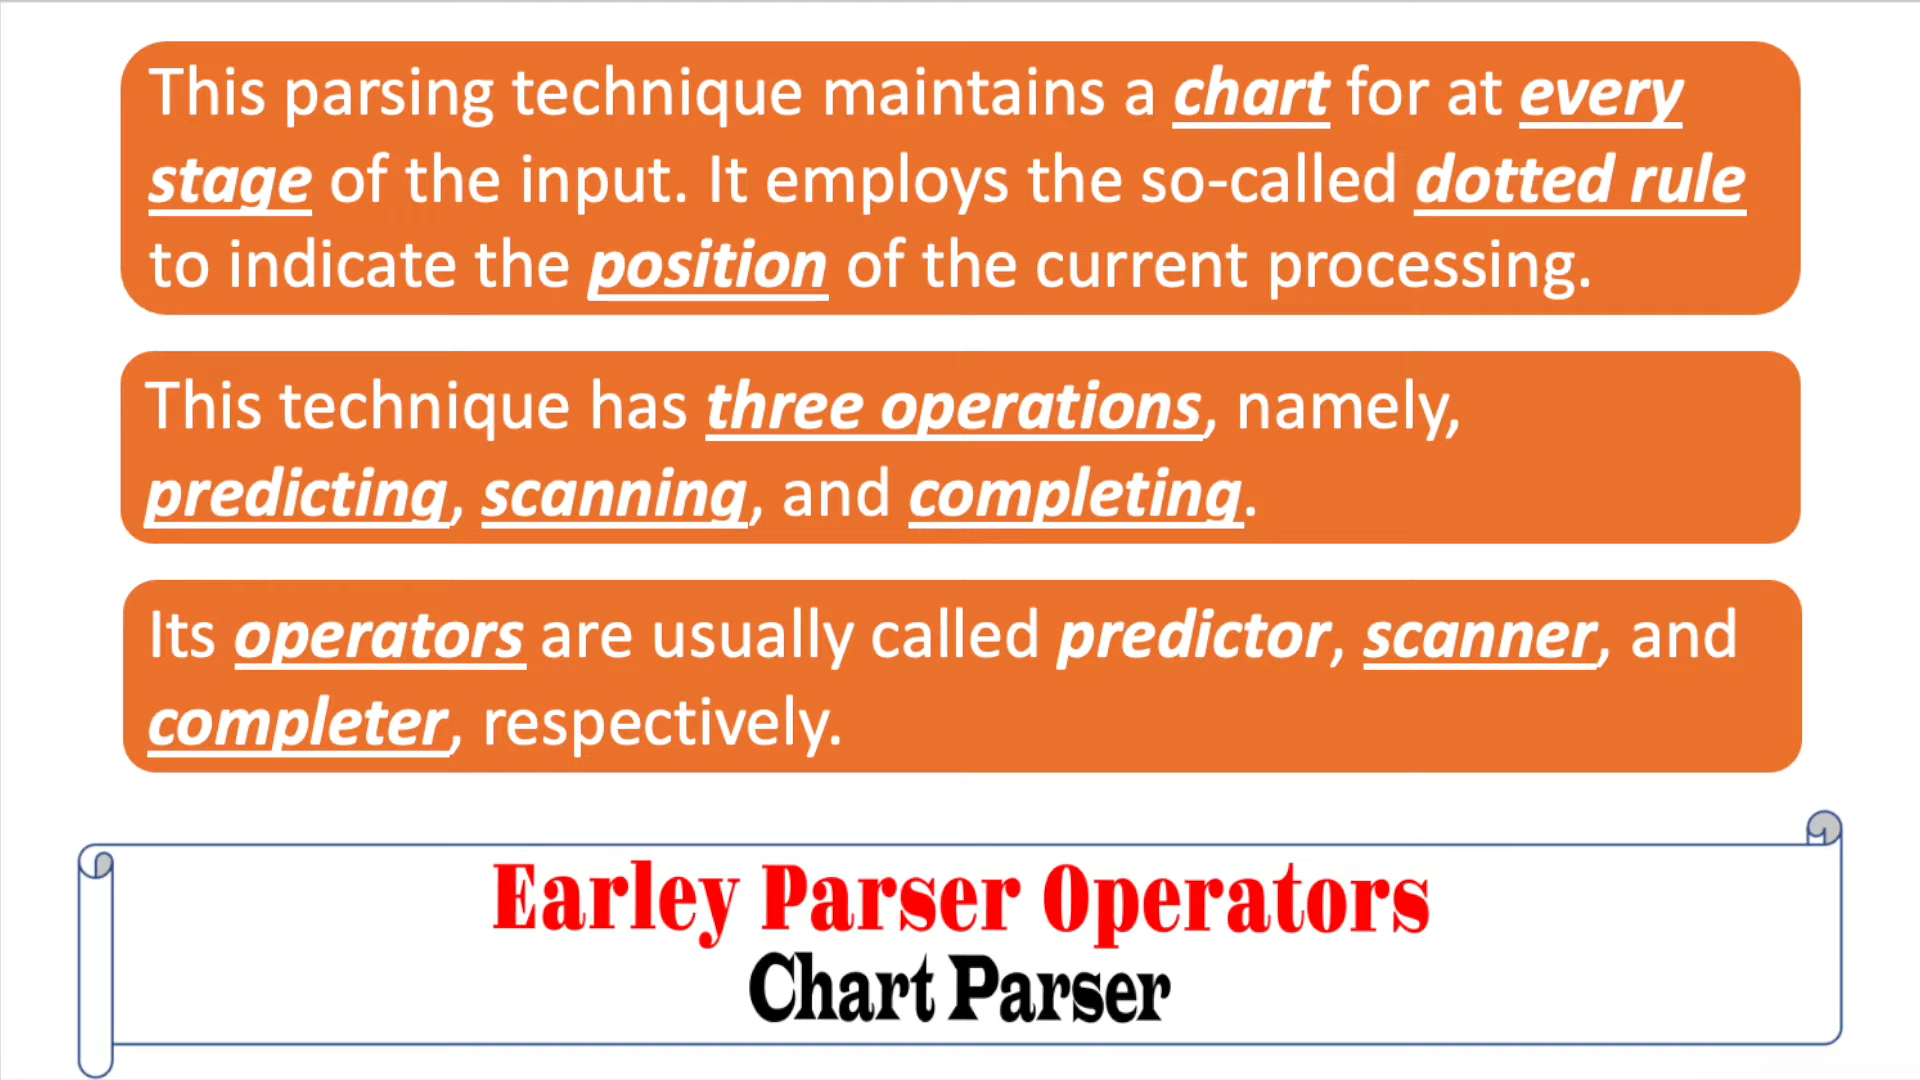 This parsing technique maintains a chart for at every
stage of the input. It employs the so-called dotted rule
to indicate the position of the current processing.
This technique has three operations, namely,
predicting, scanning, and completing.
Its operators are usually called predictor, scanner, and
completer, respectively.
Earley Parser Operators
Chart Parser